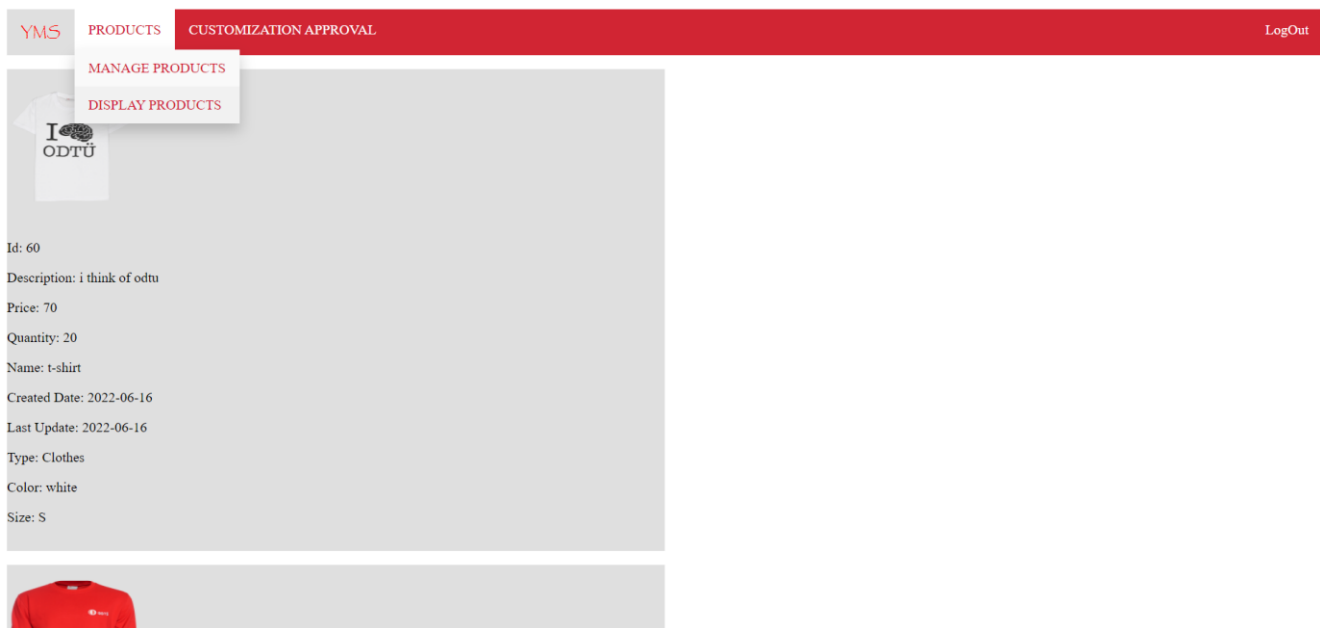 YMS PRODUCTS CUSTOMIZATION APPROVAL LogOut
MANAGE PRODUCTS
DISPLAY PRODUCTS
I
ODTÜ
Id: 60
Description: i think of odtu
Price: 70
Quantity: 20
Name: t-shirt
Created Date: 2022-06-16
Last Update: 2022-06-16
Type: Clothes
Color: white
Size: S